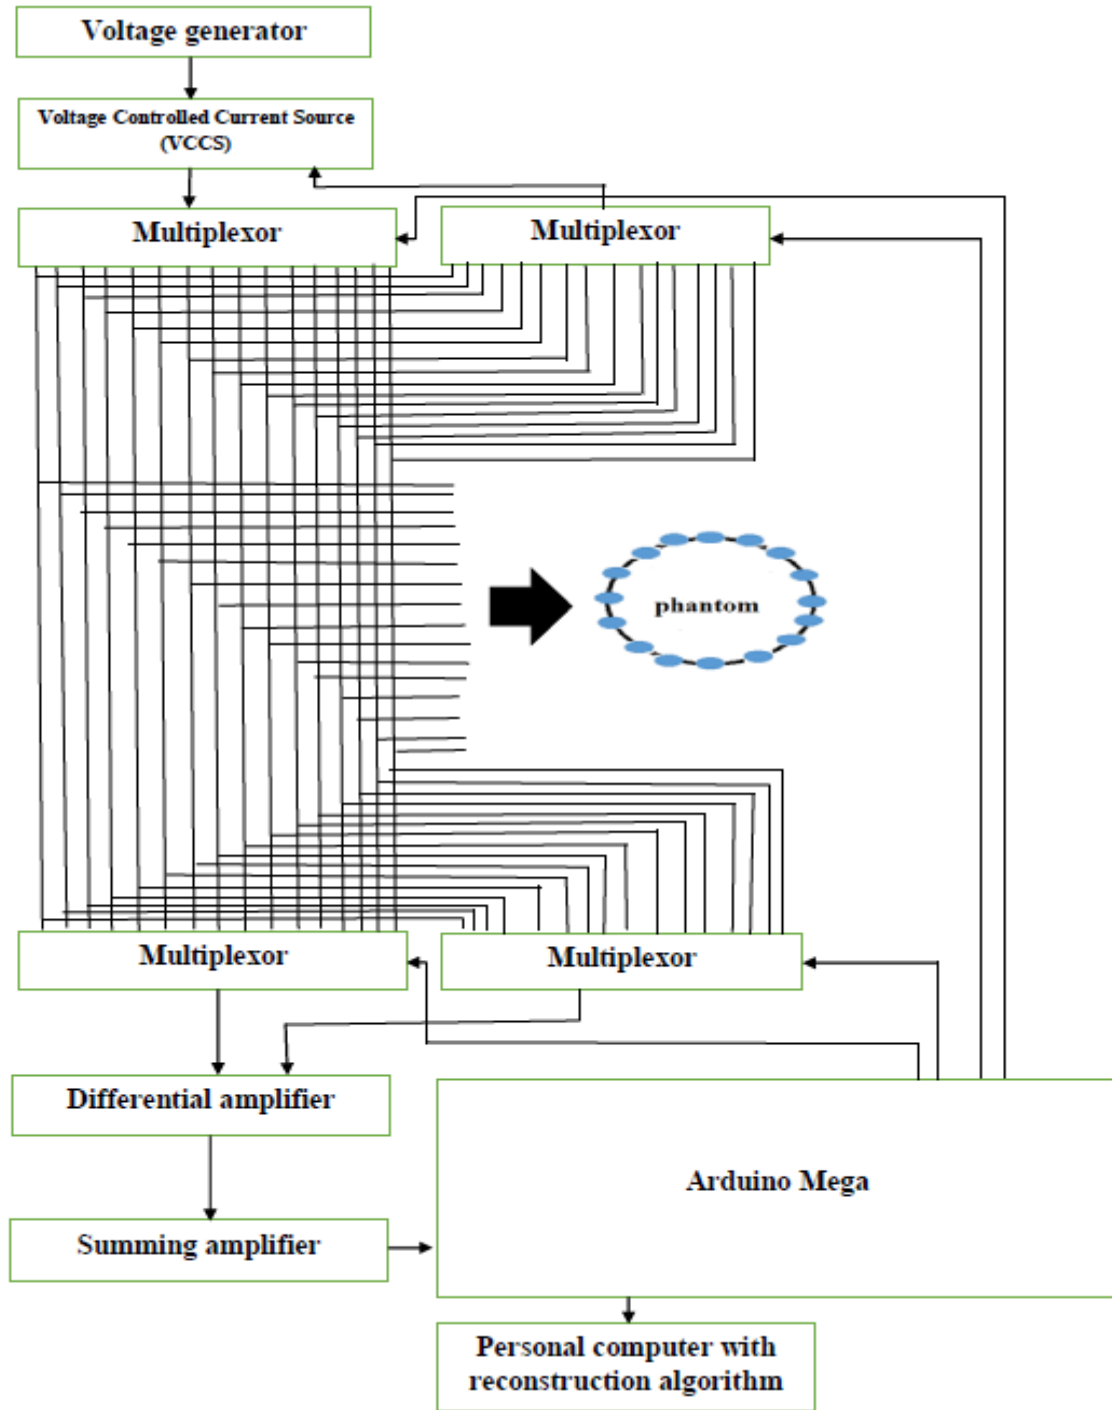 Voltage generator
Voltage Controlled Current Source
(VCCS)
Multiplexor
Multiplexor
phantom
Multiplexor
Multiplexor
Differential amplifier
Arduino Mega
Summing amplifier
Personal computer with
reconstruction algorithm